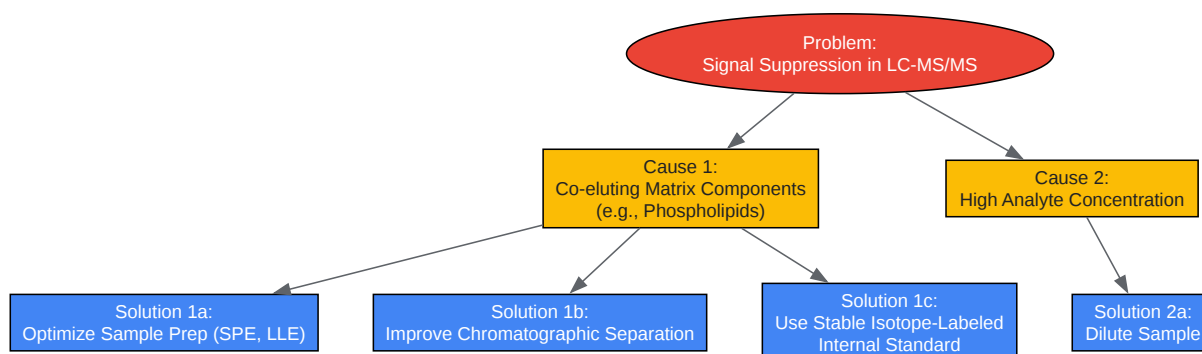 Problem:
Signal Suppression in LC-MS/MS
Cause 1:
Co-eluting Matrix Components
(e.g., Phospholipids)
Cause 2:
High Analyte Concentration
Solution 1a:
Optimize Sample Prep (SPE, LLE)
Solution 1b:
Improve Chromatographic Separation
Solution 1c:
Use Stable Isotope-Labeled
Internal Standard
Solution 2a:
Dilute Sample